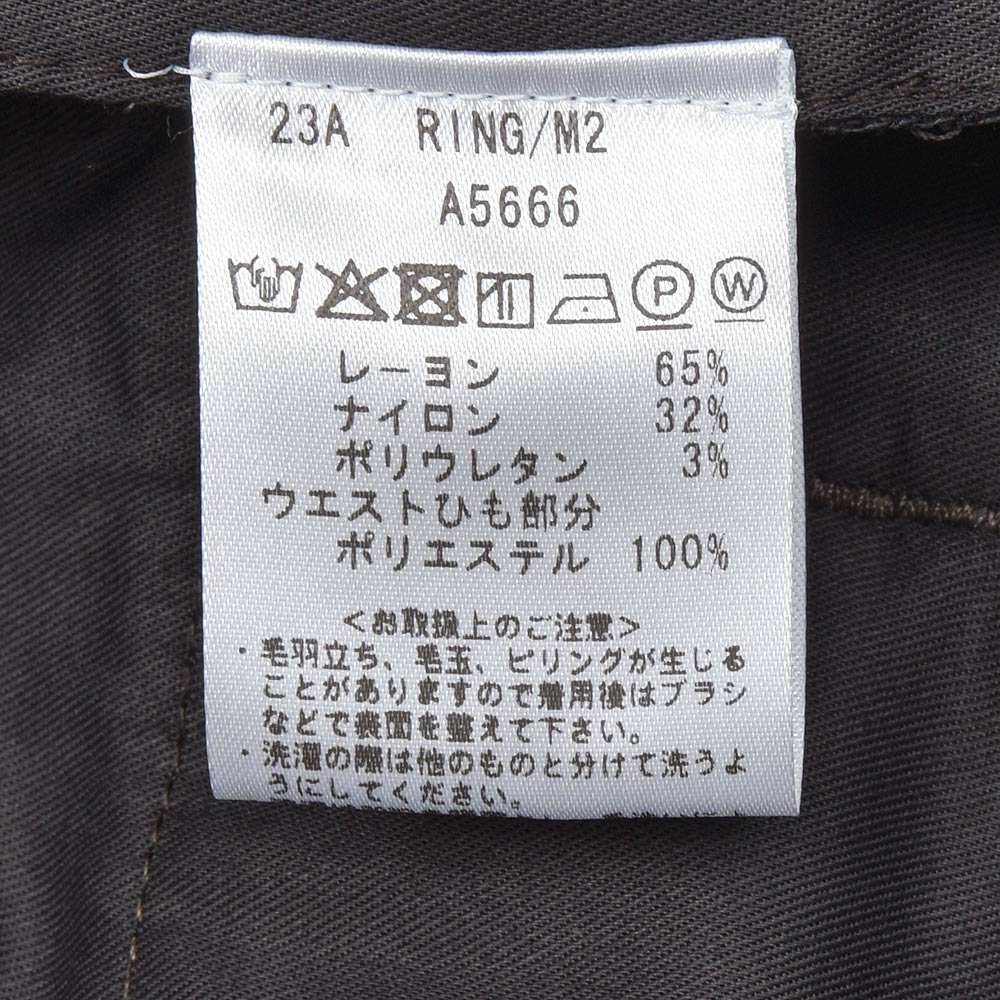 23A RING/M2
A5666
P W
レーヨン 65%
ナイロン 32%
ポリウレタン 3%
ウエストひも部分
ポリエステル 100%
<お取扱上のご注意>
・毛羽立ち、毛玉、ピリングが生じる
ことがありますので着用後はブラシ
などで表面を整えて下さい。
・洗濯の際は他のものと分けて洗うよ
うにしてください。